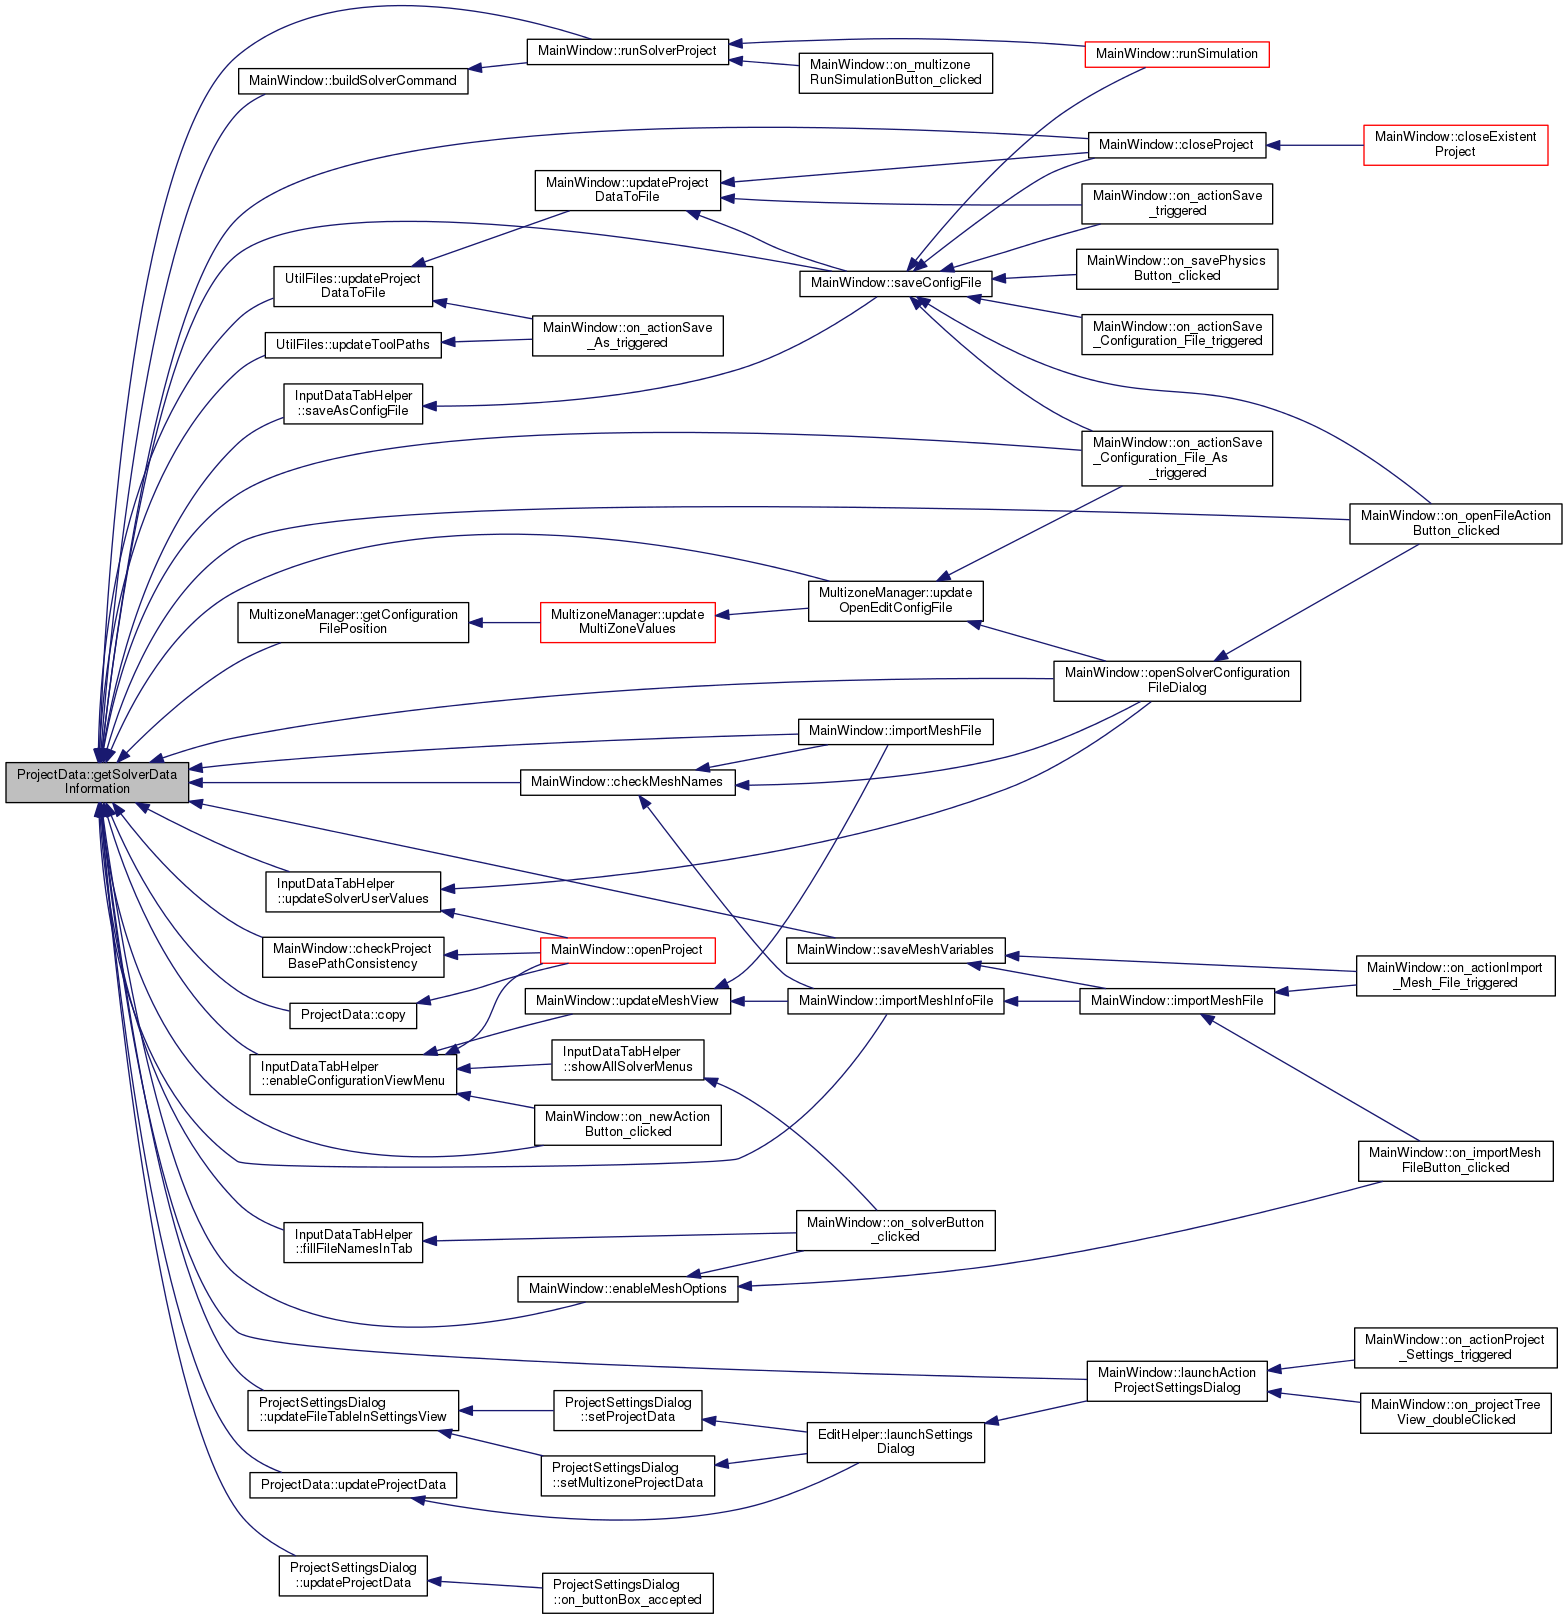 MainWindow::runSolverProject
MainWindow::runSimulation
MainWindow::on_multizone
RunSimulationButton_clicked
MainWindow::buildSolverCommand
MainWindow::closeProject
MainWindow::closeExistent
Project
MainWindow::updateProject
DataToFile
MainWindow::on_actionSave
_triggered
MainWindow::on_savePhysics
Button_clicked
UtilFiles::updateProject
DataToFile
MainWindow::saveConfigFile
MainWindow::on_actionSave
_As_triggered
MainWindow::on_actionSave
_Configuration_File_triggered
UtilFiles::updateToolPaths
InputDataTabHelper
::saveAsConfigFile
MainWindow::on_actionSave
_Configuration_File_As
_triggered
MainWindow::on_openFileAction
Button_clicked
MultizoneManager::update
OpenEditConfigFile
MultizoneManager::getConfiguration
FilePosition
MultizoneManager::update
MultiZoneValues
MainWindow::openSolverConfiguration
FileDialog
MainWindow::importMeshFile
ProjectData::getSolverData
Information
MainWindow::checkMeshNames
InputDataTabHelper
::updateSolverUserValues
MainWindow::checkProject
BasePathConsistency
MainWindow::openProject
MainWindow::saveMeshVariables
MainWindow::on_actionImport
_Mesh_File_triggered
ProjectData::copy
MainWindow::updateMeshView
MainWindow::importMeshInfoFile
MainWindow::importMeshFile
InputDataTabHelper
::enableConfigurationViewMenu
InputDataTabHelper
::showAllSolverMenus
MainWindow::on_newAction
Button_clicked
MainWindow::on_importMesh
FileButton_clicked
InputDataTabHelper
::fillFileNamesInTab
MainWindow::on_solverButton
_clicked
MainWindow::enableMeshOptions
MainWindow::on_actionProject
_Settings_triggered
MainWindow::launchAction
ProjectSettingsDialog
MainWindow::on_projectTree
View_doubleClicked
ProjectSettingsDialog
::updateFileTableInSettingsView
ProjectSettingsDialog
::setProjectData
EditHelper::launchSettings
Dialog
ProjectSettingsDialog
::setMultizoneProjectData
ProjectData::updateProjectData
ProjectSettingsDialog
::updateProjectData
ProjectSettingsDialog
::on_buttonBox_accepted